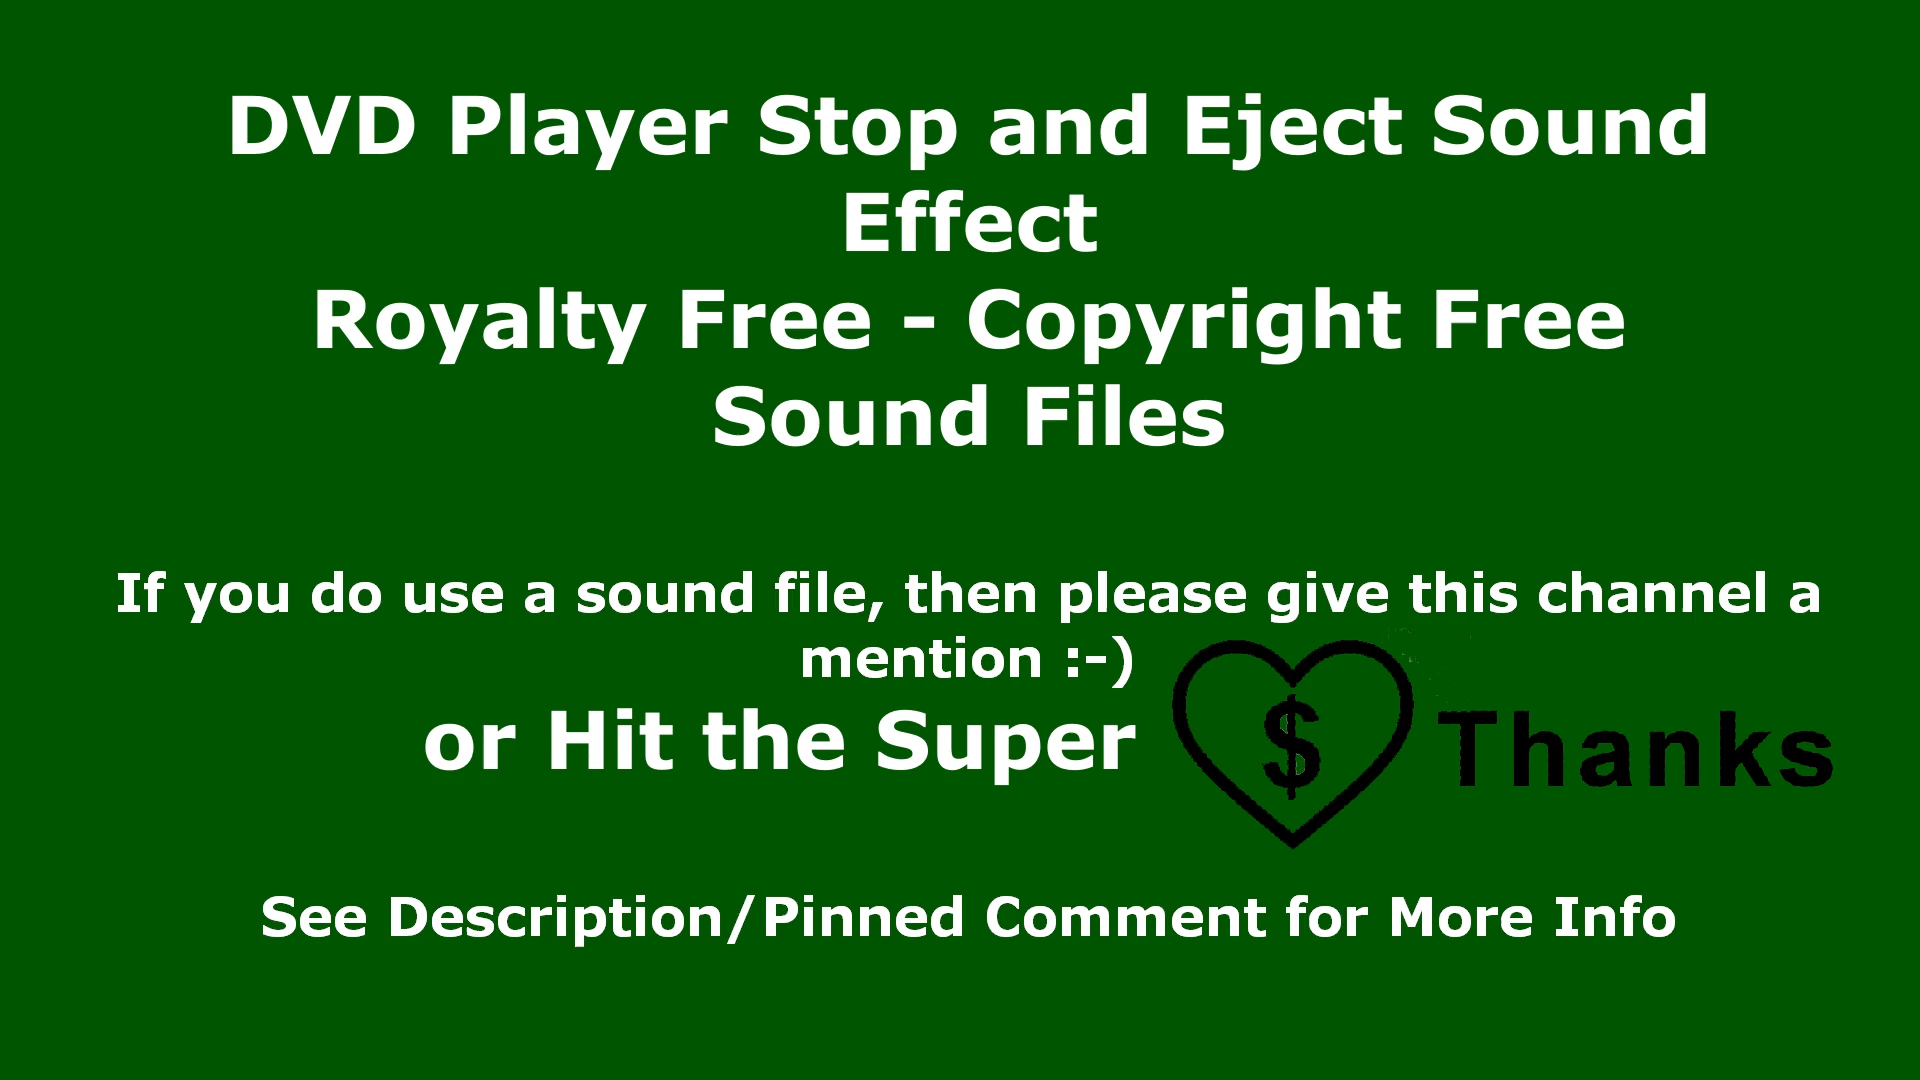 DVD Player Stop and Eject Sound
Effect
Royalty Free - Copyright Free
Sound Files
If you do use a sound file, then please give this channel a
mention :-)
or Hit the Super $ Thanks
See Description/Pinned Comment for More Info